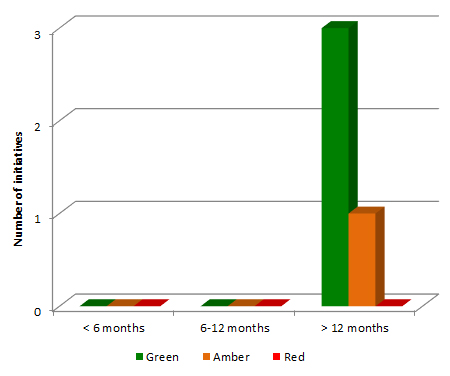 Number of initiatives
3
2
1
0
< 6 months 6-12 months > 12 months
Green Amber Red